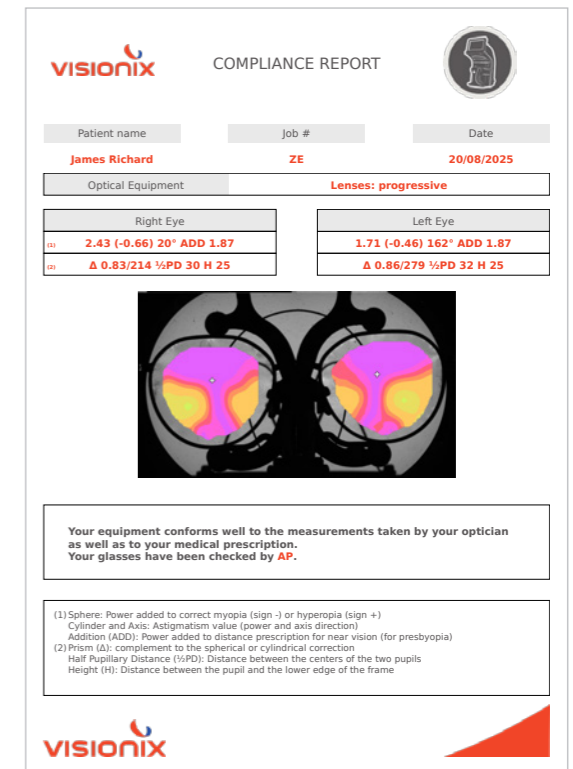 VISIONIX
COMPLIANCE REPORT
Patient name
Job #
Date
James Richard
ZE
20/08/2025
Optical Equipment
Lenses: progressive
Right Eye
Left Eye
(1) 2.43 (-0.66) 20° ADD 1.87
1.71 (-0.46) 162° ADD 1.87
(2) Δ 0.83/214 ½PD 30 H 25
Δ 0.86/279 ½PD 32 H 25
Your equipment conforms well to the measurements taken by your optician
as well as to your medical prescription.
Your glasses have been checked by AP.
(1) Sphere: Power added to correct myopia (sign -) or hyperopia (sign +)
Cylinder and Axis: Astigmatism value (power and axis direction)
Addition (ADD): Power added to distance prescription for near vision (for presbyopia)
(2) Prism (Δ): complement to the spherical or cylindrical correction
Half Pupillary Distance (½PD): Distance between the centers of the two pupils
Height (H): Distance between the pupil and the lower edge of the frame
VISIONIX